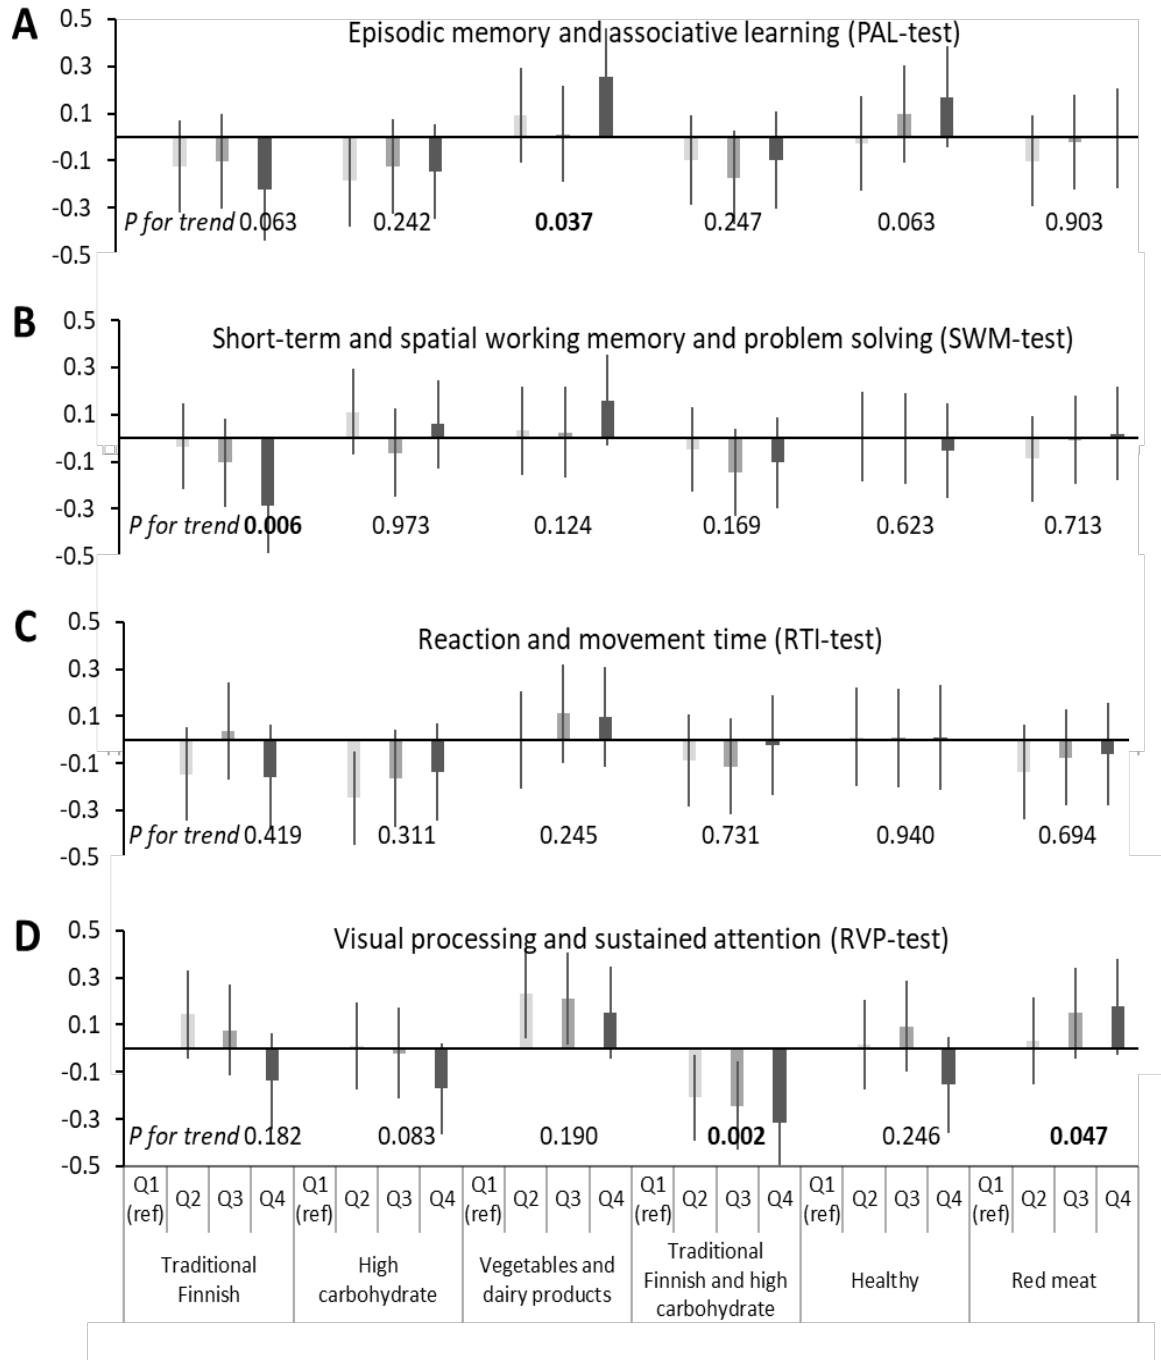 A
Episodic memory and associative learning (PAL-test)
0.5
0.3
0.1
-0.1
-0.3
-0.5
P for trend 0.063 0.242 0.037 0.247 0.063 0.903
B
Short-term and spatial working memory and problem solving (SWM-test)
0.5
0.3
0.1
-0.1
-0.3
-0.5
P for trend 0.006 0.973 0.124 0.169 0.623 0.713
C
Reaction and movement time (RTI-test)
0.5
0.3
0.1
-0.1
-0.3
-0.5
P for trend 0.419 0.311 0.245 0.731 0.940 0.694
D
Visual processing and sustained attention (RVP-test)
0.5
0.3
0.1
-0.1
-0.3
-0.5
P for trend 0.182 0.083 0.190 0.002 0.246 0.047
Q1 (ref) Q2 Q3 Q4 Q1 (ref) Q2 Q3 Q4 Q1 (ref) Q2 Q3 Q4 Q1 (ref) Q2 Q3 Q4 Q1 (ref) Q2 Q3 Q4 Q1 (ref) Q2 Q3 Q4
Traditional
Finnish
High
carbohydrate
Vegetables and
dairy products
Traditional
Finnish and high
carbohydrate
Healthy
Red meat